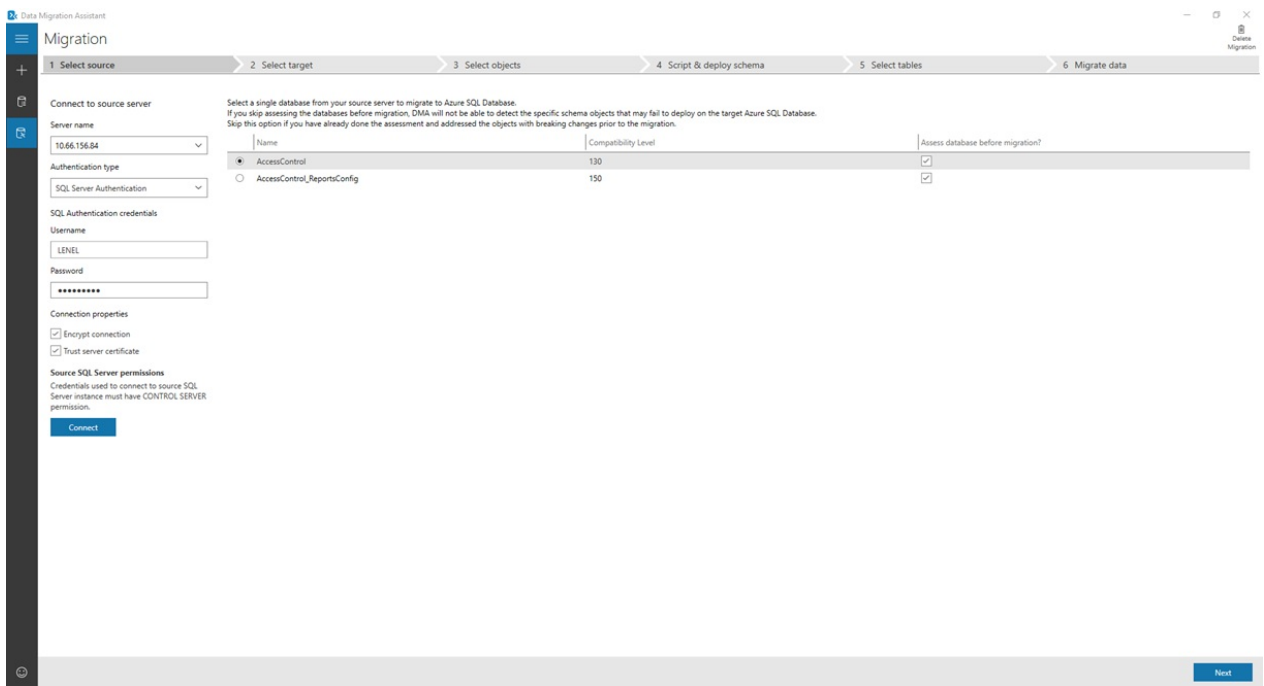 Data Migration Assistant
Migration
Delete
Migration
1 Select source
2 Select target
3 Select objects
4 Script & deploy schema
5 Select tables
6 Migrate data
Connect to source server
Server name
10.66.156.84
Authentication type
SQL Server Authentication
SQL Authentication credentials
Username
LENEL
Password
•••••••••
Connection properties
Encrypt connection
Trust server certificate
Source SQL Server permissions
Credentials used to connect to source SQL
Server instance must have CONTROL SERVER
permission.
Connect
Select a single database from your source server to migrate to Azure SQL Database.
If you skip assessing the databases before migration, DMA will not be able to detect the specific schema objects that may fail to deploy on the target Azure SQL Database.
Skip this option if you have already done the assessment and addressed the objects with breaking changes prior to the migration.
Name Compatibility Level Assess database before migration?
AccessControl 130
AccessControl_ReportsConfig 150
Next